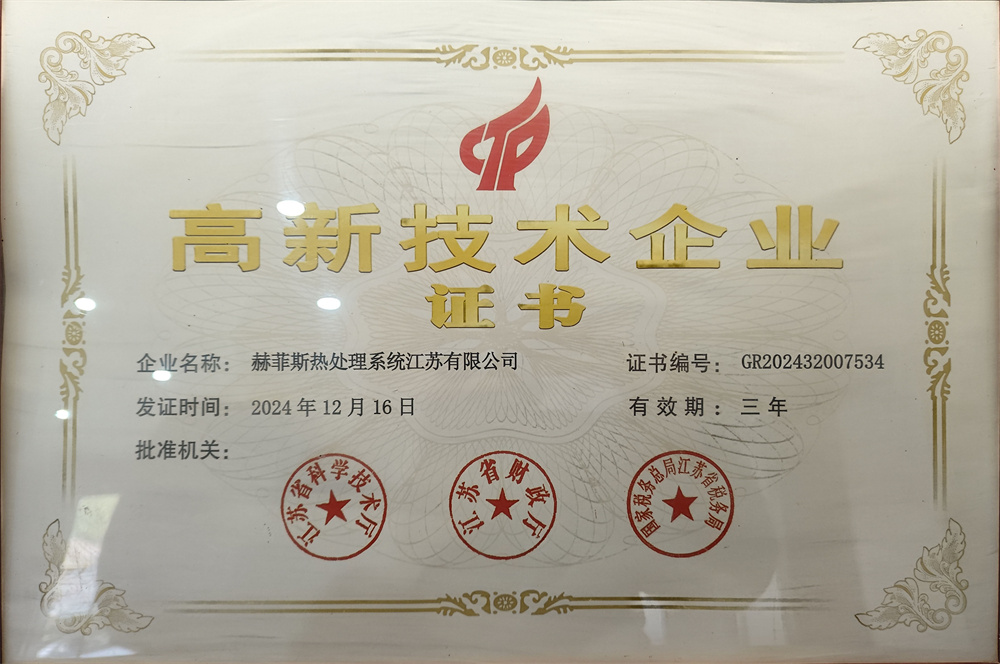 高新技术企业
证书
企业名称: 赫菲斯热处理系统江苏有限公司
证书编号: GR202432007534
发证时间: 2024年12月16日
有效期: 三年
批准机关:
江苏省科学技术厅
江苏省财政厅
国家税务总局江苏省税务局